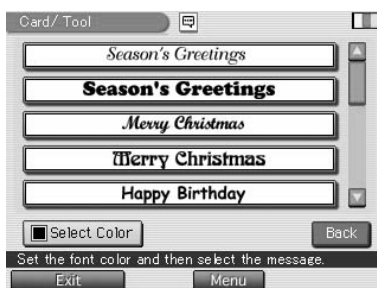 Card/ Tool
Season's Greetings
Season's Greetings
Merry Christmas
Merry Christmas
Happy Birthday
Select Color
Back
Set the font color and then select the message.
Exit
Menu